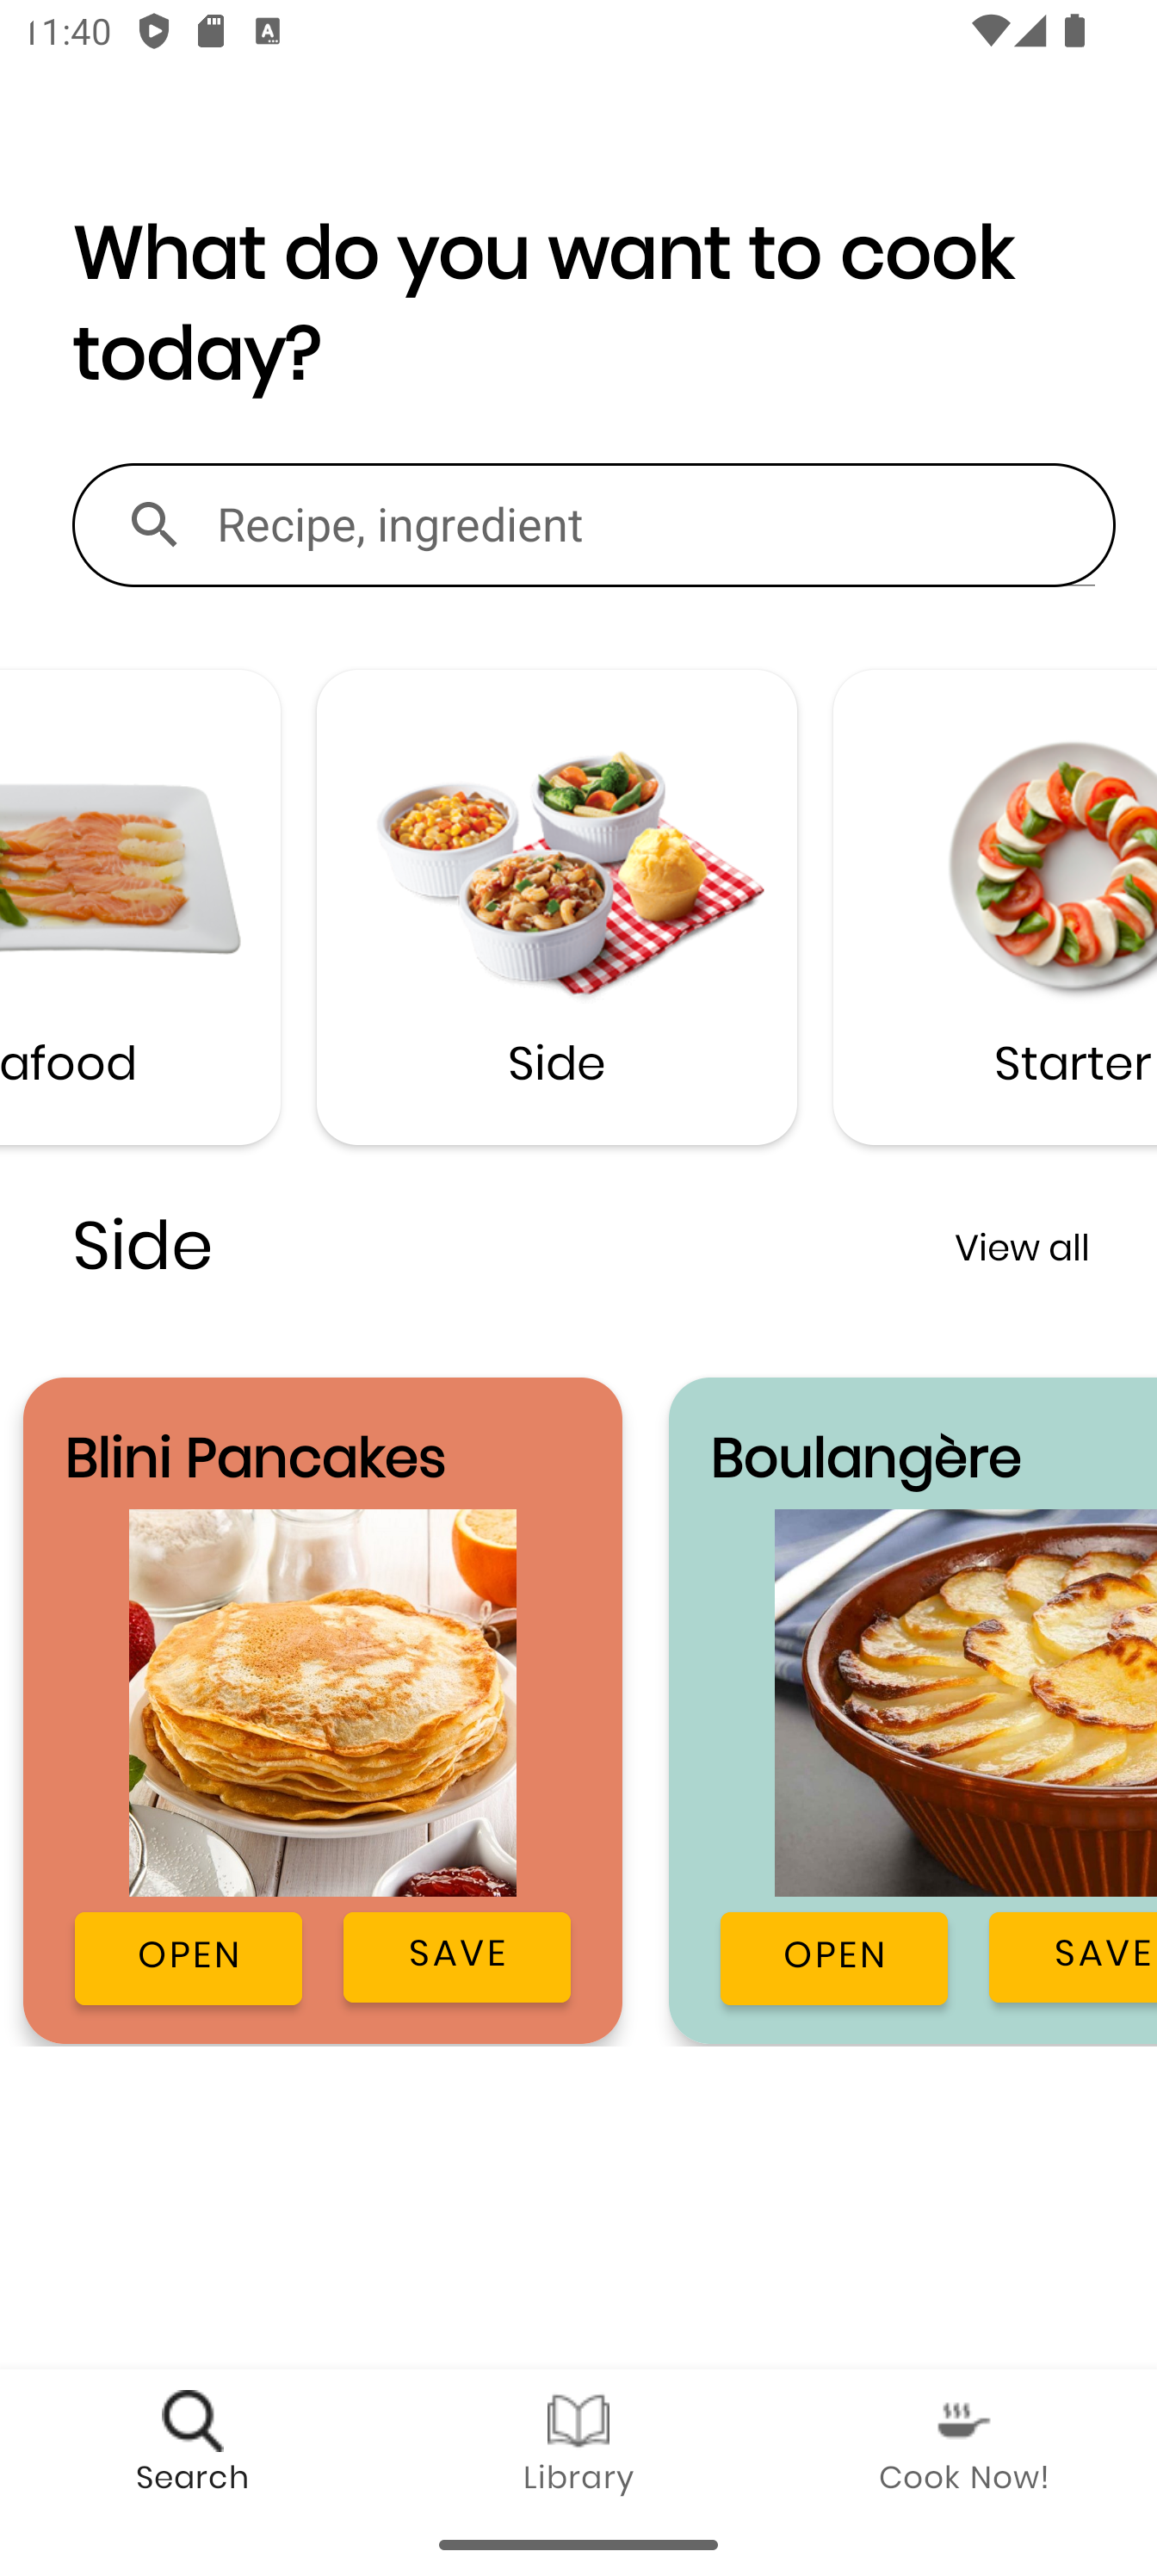 11:40
What do you want to cook
today?
Recipe, ingredient
afood
Side
Starter
Side
View all
Blini Pancakes
Boulangère
OPEN
SAVE
OPEN
SAVE
Search
Library
Cook Now!